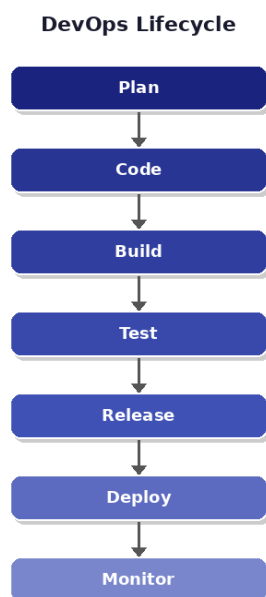 DevOps Lifecycle
Plan
Code
Build
Test
Release
Deploy
Monitor